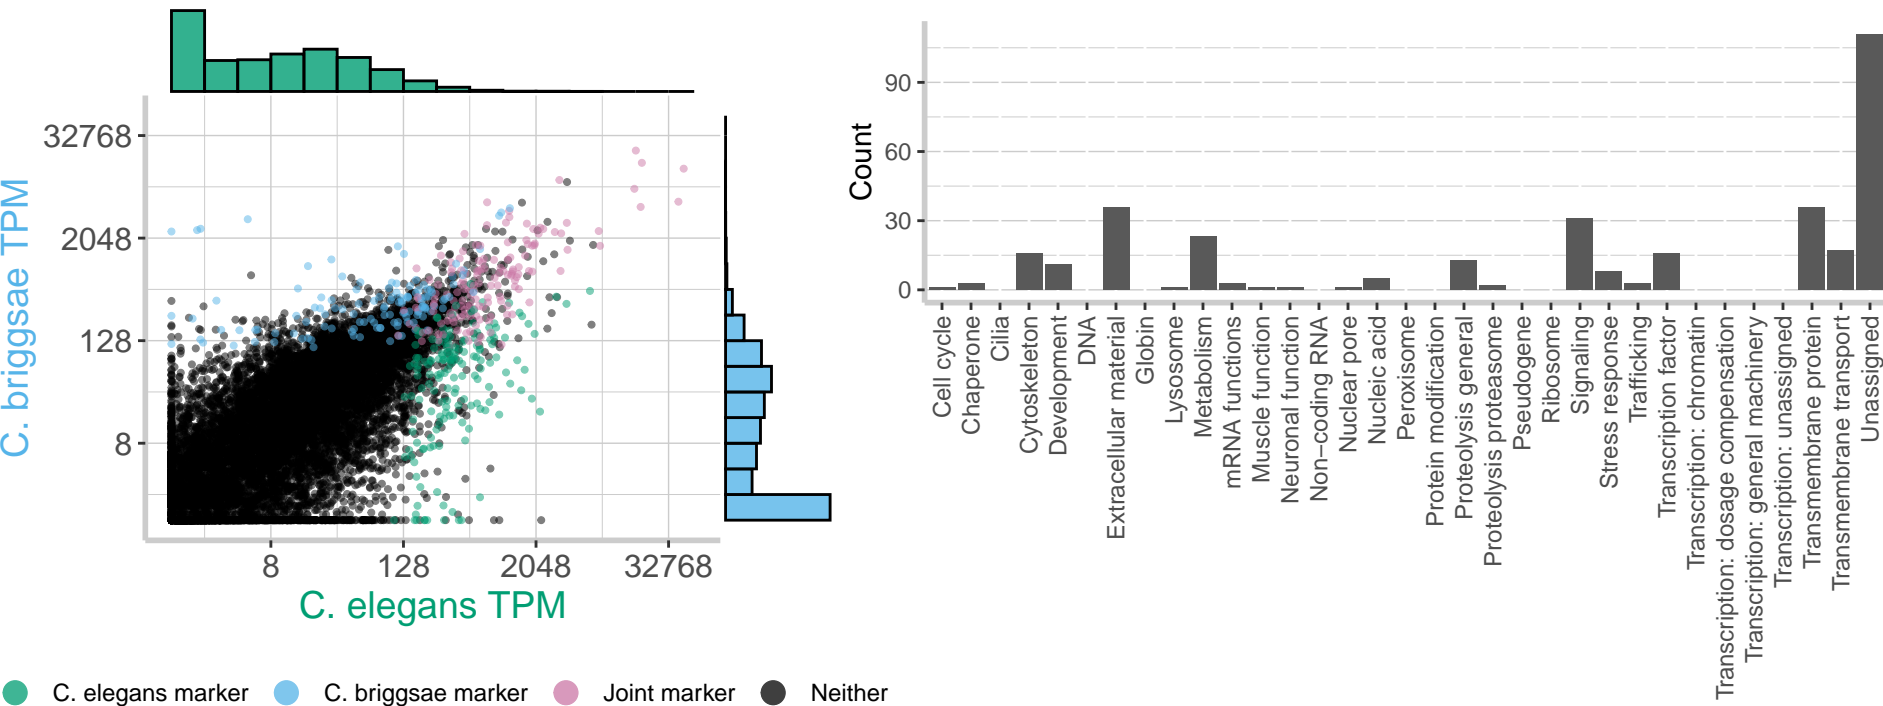 32768
2048
128
8
C. briggsae TPM
8
128
2048
32768
C. elegans TPM
C. elegans marker
C. briggsae marker
Joint marker
Neither
Count
90
60
30
0
Cell cycle
Chaperone
Cilia
Cytoskeleton
Development
DNA
Extracellular material
Globin
Lysosome
Metabolism
mRNA functions
Muscle function
Neuronal function
Non−coding RNA
Nuclear pore
Nucleic acid
Peroxisome
Protein modification
Proteolysis general
Proteolysis proteasome
Pseudogene
Ribosome
Signaling
Stress response
Trafficking
Transcription factor
Transcription: chromatin
Transcription: dosage compensation
Transcription: general machinery
Transcription: unassigned
Transmembrane protein
Transmembrane transport
Unassigned